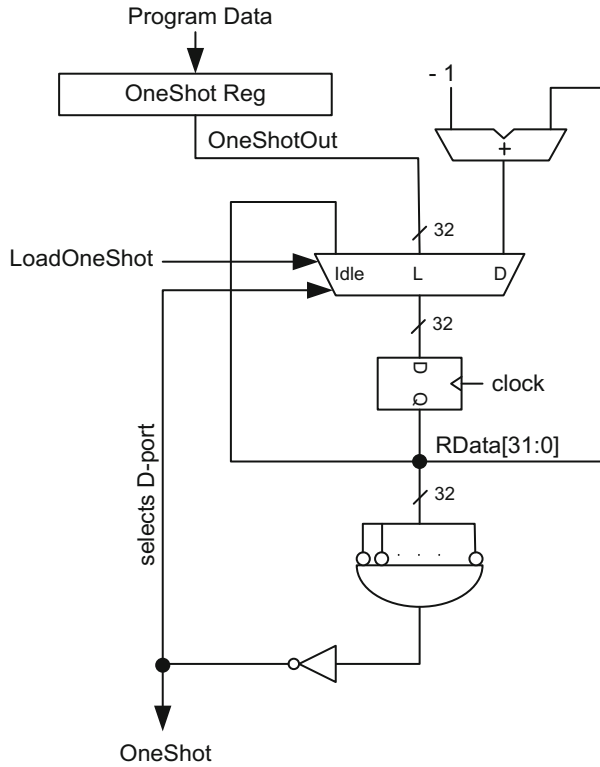 Program Data
OneShot Reg
- 1
OneShotOut
+
32
LoadOneShot
Idle
L
D
32
D
Q
clock
RData[31:0]
32
selects D-port
. . .
OneShot